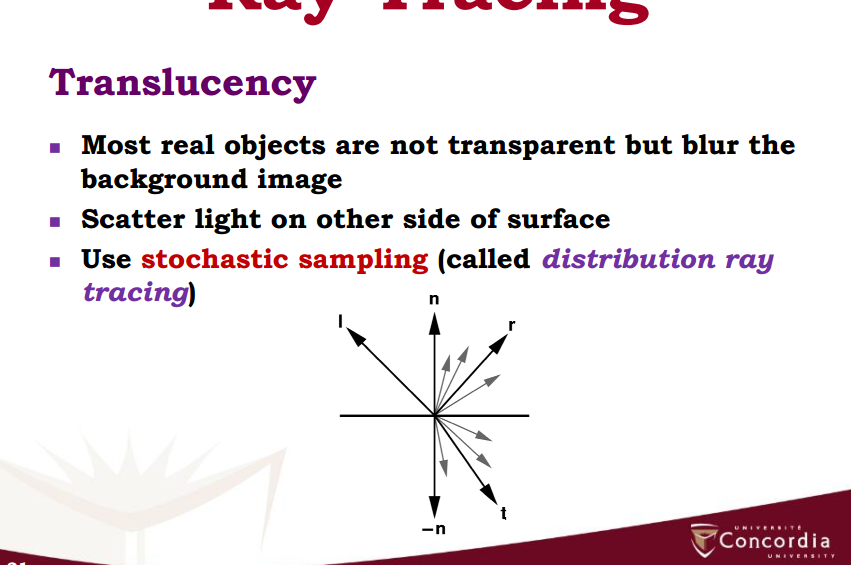 Ray Tracing
Translucency
Most real objects are not transparent but blur the
background image
Scatter light on other side of surface
Use stochastic sampling (called distribution ray
tracing)
n
l
r
t
–n
UNIVERSITÉ
Concordia
UNIVERSITY